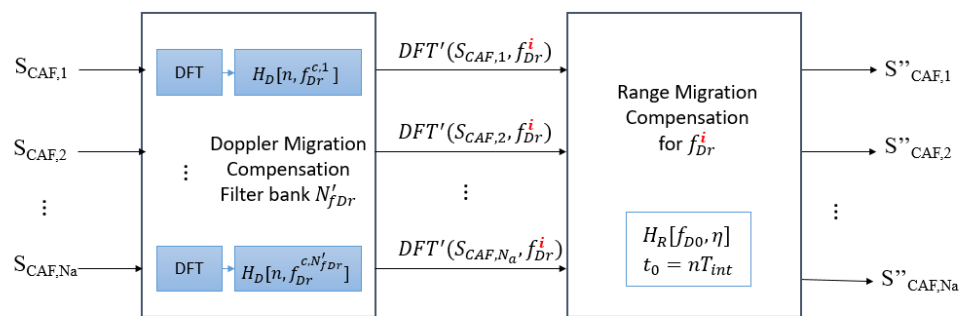 S_CAF,1
DFT
H_D[n, f_Dr^c,1]
DFT'(S_CAF,1, f_Dr^i)
S''_CAF,1
S_CAF,2
⋮
Doppler Migration
Compensation
Filter bank N'_fDr
DFT'(S_CAF,2, f_Dr^i)
Range Migration
Compensation
for f_Dr^i
S''_CAF,2
⋮
⋮
⋮
S_CAF,Na
DFT
H_D[n, f_Dr^c,N'_fDr]
DFT'(S_CAF,N_a, f_Dr^i)
H_R[f_D0, η]
t_0 = nT_int
S''_CAF,Na